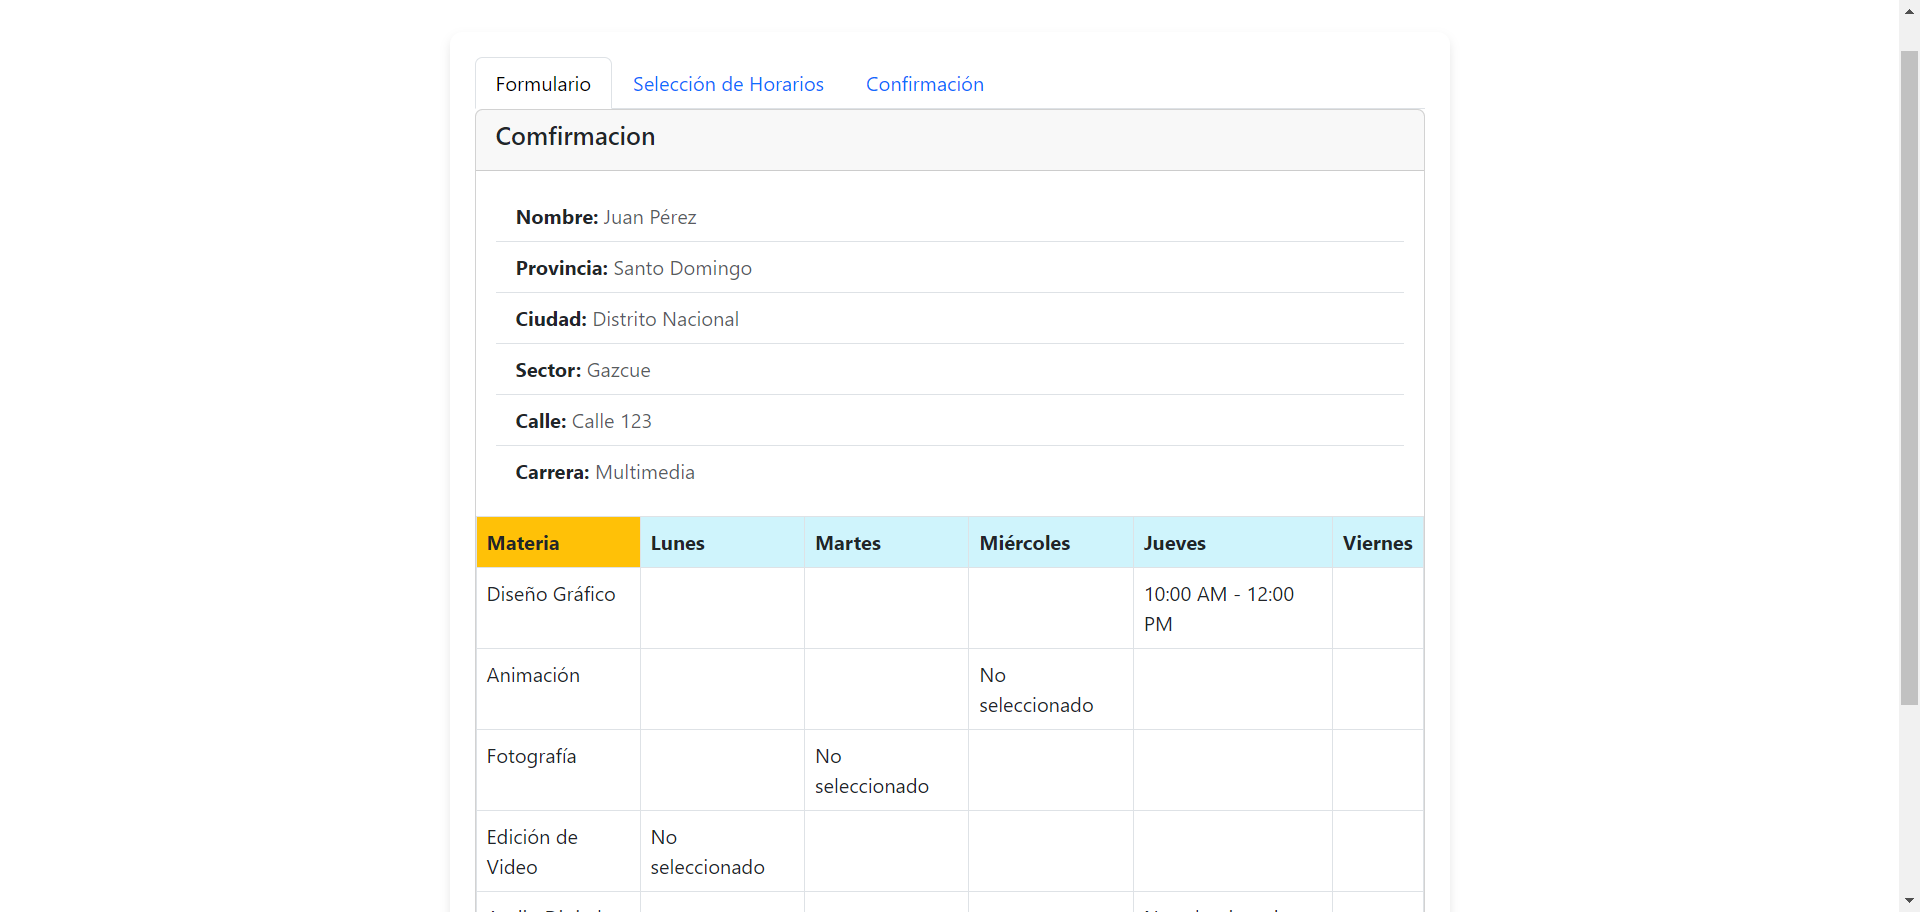 Formulario Selección de Horarios Confirmación
Comfirmacion
Nombre: Juan Pérez
Provincia: Santo Domingo
Ciudad: Distrito Nacional
Sector: Gazcue
Calle: Calle 123
Carrera: Multimedia
Materia Lunes Martes Miércoles Jueves Viernes
Diseño Gráfico 10:00 AM - 12:00
PM
Animación No
seleccionado
Fotografía No
seleccionado
Edición de No
Video seleccionado